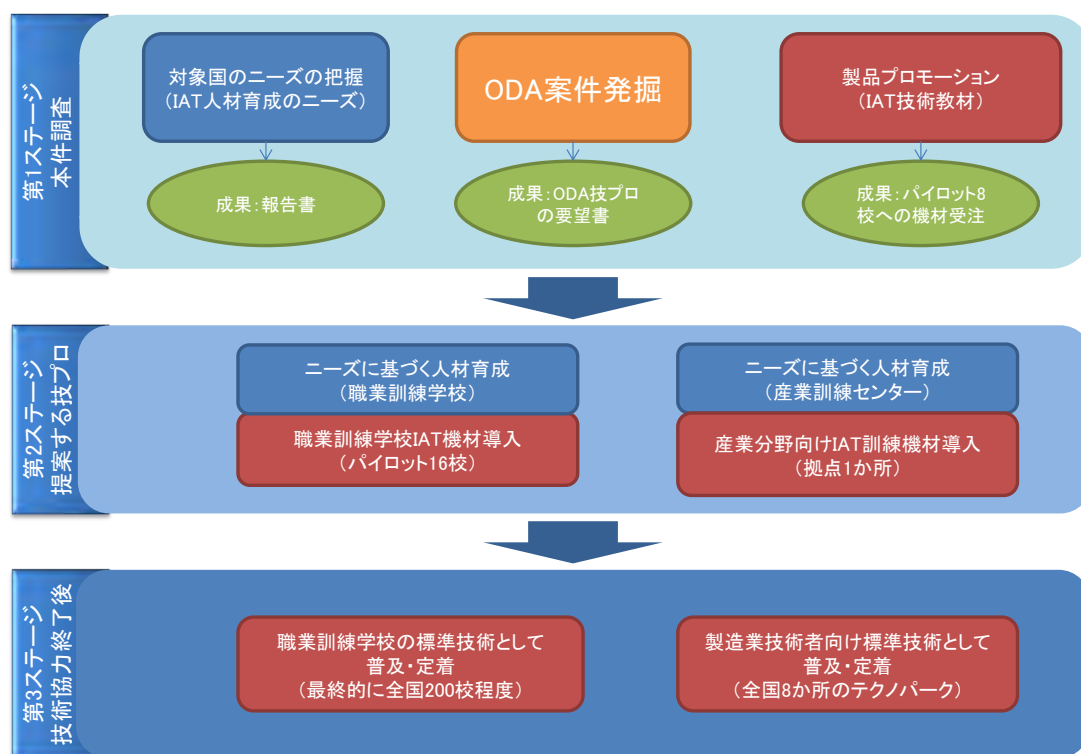 第1ステージ
本件調査
対象国のニーズの把握
（IAT人材育成のニーズ）
ODA案件発掘
製品プロモーション
（IAT技術教材）
成果：報告書
成果：ODA技プロ
の要望書
成果：パイロット8
校への機材受注
第2ステージ
提案する技プロ
ニーズに基づく人材育成
（職業訓練学校）
職業訓練学校IAT機材導入
（パイロット16校）
ニーズに基づく人材育成
（産業訓練センター）
産業分野向けIAT訓練機材導入
（拠点1か所）
第3ステージ
技術協力終了後
職業訓練学校の標準技術として
普及・定着
（最終的に全国200校程度）
製造業技術者向け標準技術として
普及・定着
（全国8か所のテクノパーク）